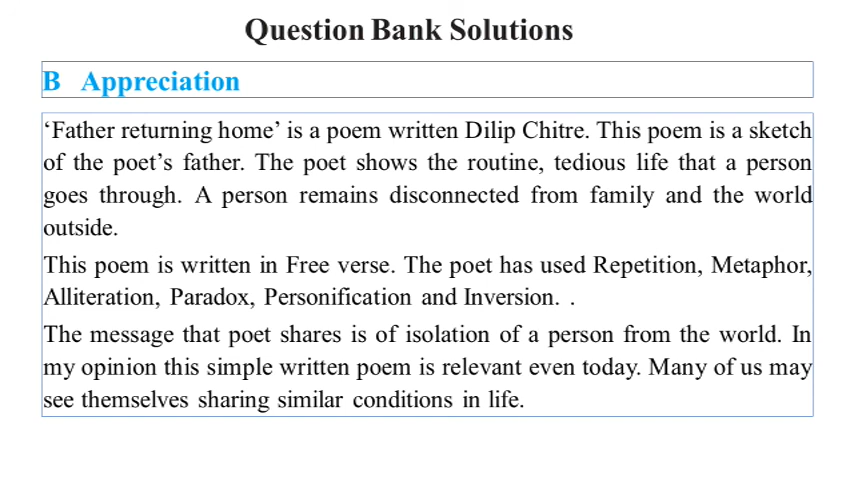 Question Bank Solutions
B Appreciation
‘Father returning home’ is a poem written Dilip Chitre. This poem is a sketch
of the poet’s father. The poet shows the routine, tedious life that a person
goes through. A person remains disconnected from family and the world
outside.
This poem is written in Free verse. The poet has used Repetition, Metaphor,
Alliteration, Paradox, Personification and Inversion. .
The message that poet shares is of isolation of a person from the world. In
my opinion this simple written poem is relevant even today. Many of us may
see themselves sharing similar conditions in life.